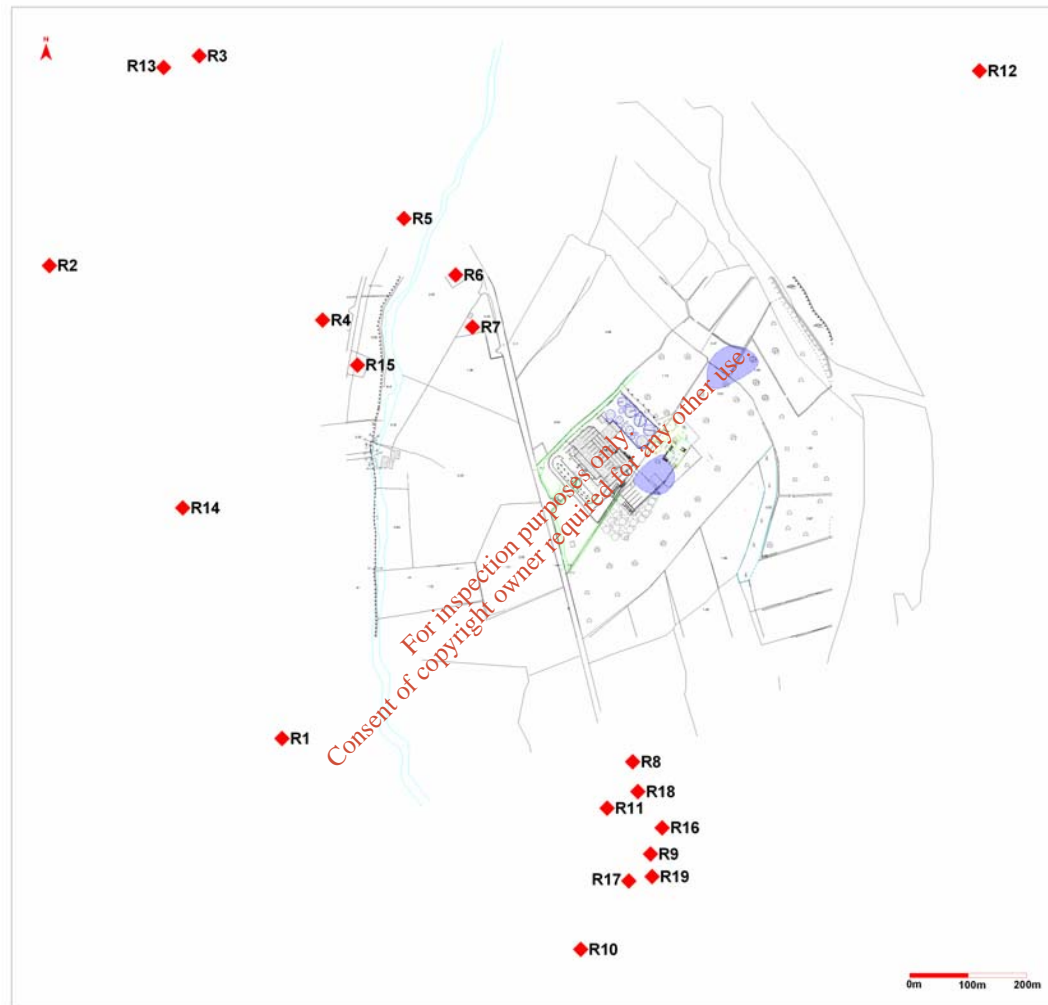 N
R3
R13
R12
R5
R2
R6
R4
R7
R15
R14
For inspection purposes only.
Consent of copyright owner required for any other use.
R1
R8
R18
R11
R16
R9
R17
R19
R10
0m 100m 200m